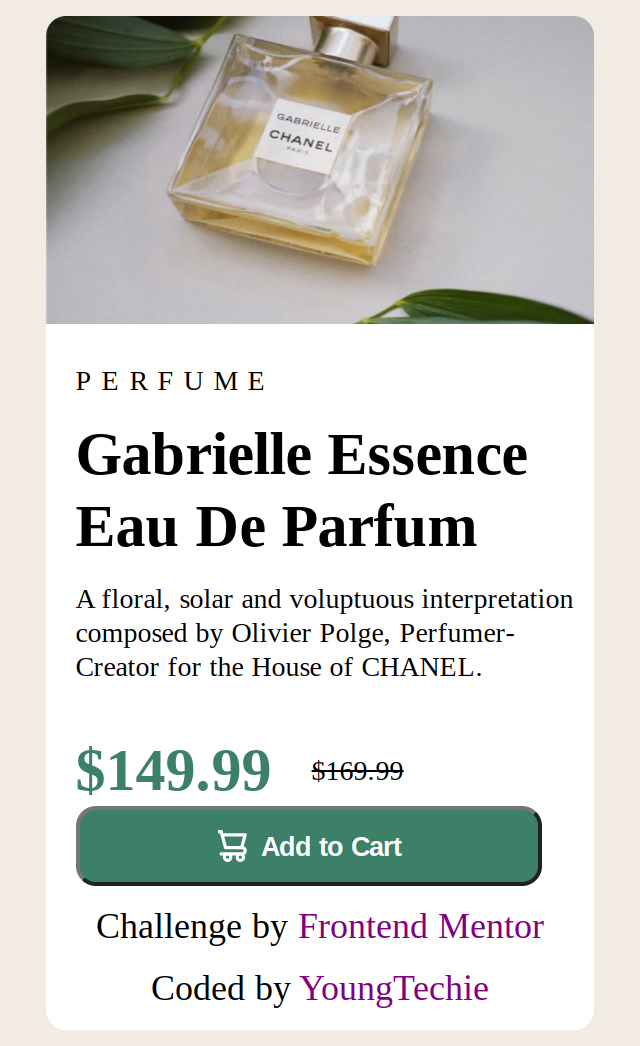 GABRIELLE
CHANEL
PARIS
PERFUME
Gabrielle Essence
Eau De Parfum
A floral, solar and voluptuous interpretation
composed by Olivier Polge, Perfumer-
Creator for the House of CHANEL.
$149.99 $169.99
Add to Cart
Challenge by Frontend Mentor
Coded by YoungTechie